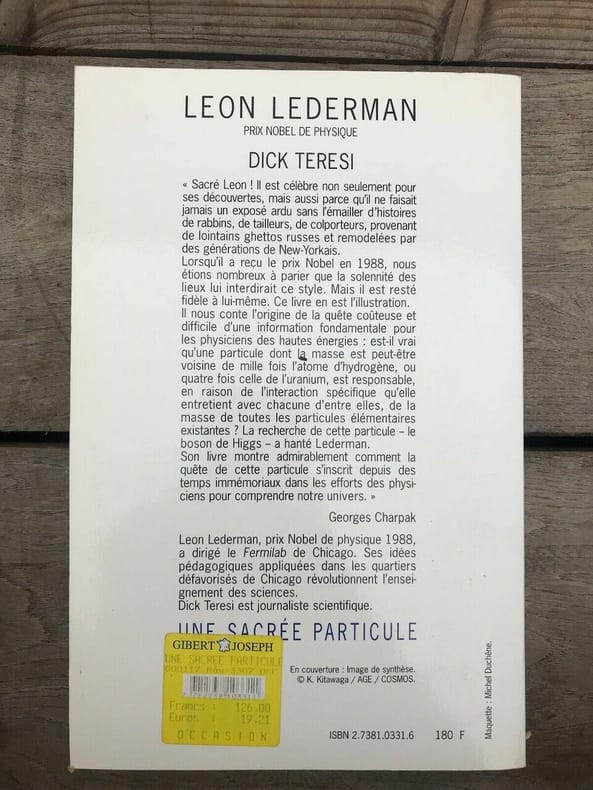 LEON LEDERMAN
PRIX NOBEL DE PHYSIQUE
DICK TERESI
« Sacré Leon ! Il est célèbre non seulement pour
ses découvertes, mais aussi parce qu'il ne faisait
jamais un exposé ardu sans l'émailler d'histoires
de rabbins, de tailleurs, de colporteurs, provenant
de lointains ghettos russes et remodelées par
des générations de New-Yorkais.
Lorsqu'il a reçu le prix Nobel en 1988, nous
étions nombreux à parier que la solennité des
lieux lui interdirait ce style. Mais il est resté
fidèle à lui-même. Ce livre en est l'illustration.
Il nous conte l'origine de la quête coûteuse et
difficile d'une information fondamentale pour
les physiciens des hautes énergies : est-il vrai
qu'une particule dont la masse est peut-être
voisine de mille fois l'atome d'hydrogène, ou
quatre fois celle de l'uranium, est responsable,
en raison de l'interaction spécifique qu'elle
entretient avec chacune d'entre elles, de la
masse de toutes les particules élémentaires
existantes ? La recherche de cette particule – le
boson de Higgs – a hanté Lederman.
Son livre montre admirablement comment la
quête de cette particule s'inscrit depuis des
temps immémoriaux dans les efforts des physi-
ciens pour comprendre notre univers. »
Georges Charpak
Leon Lederman, prix Nobel de physique 1988,
a dirigé le Fermilab de Chicago. Ses idées
pédagogiques appliquées dans les quartiers
défavorisés de Chicago révolutionnent l'ensei-
gnement des sciences.
Dick Teresi est journaliste scientifique.
UNE SACRÉE PARTICULE
GIBERT JOSEPH
UNE SACREE PARTICULE
Francs : 126.00
Euros : 19.21
OCCASION
En couverture : Image de synthèse.
© K. Kitawaga / AGE / COSMOS.
ISBN 2.7381.0331.6 180 F
Maquette : Michel Duchêne.